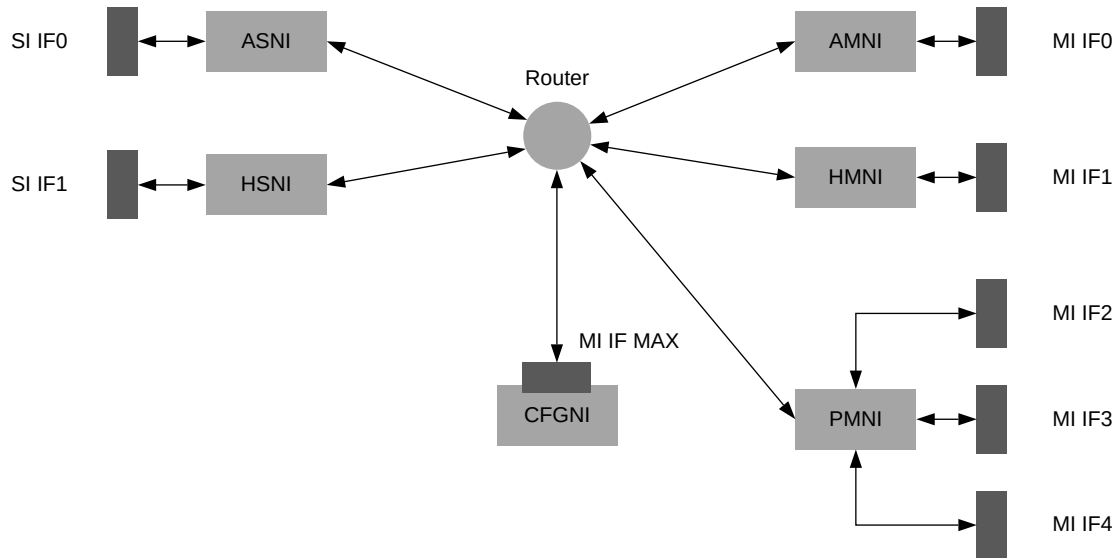 SI IF0
ASNI
AMNI
MI IF0
Router
SI IF1
HSNI
HMNI
MI IF1
MI IF2
MI IF MAX
CFGNI
PMNI
MI IF3
MI IF4